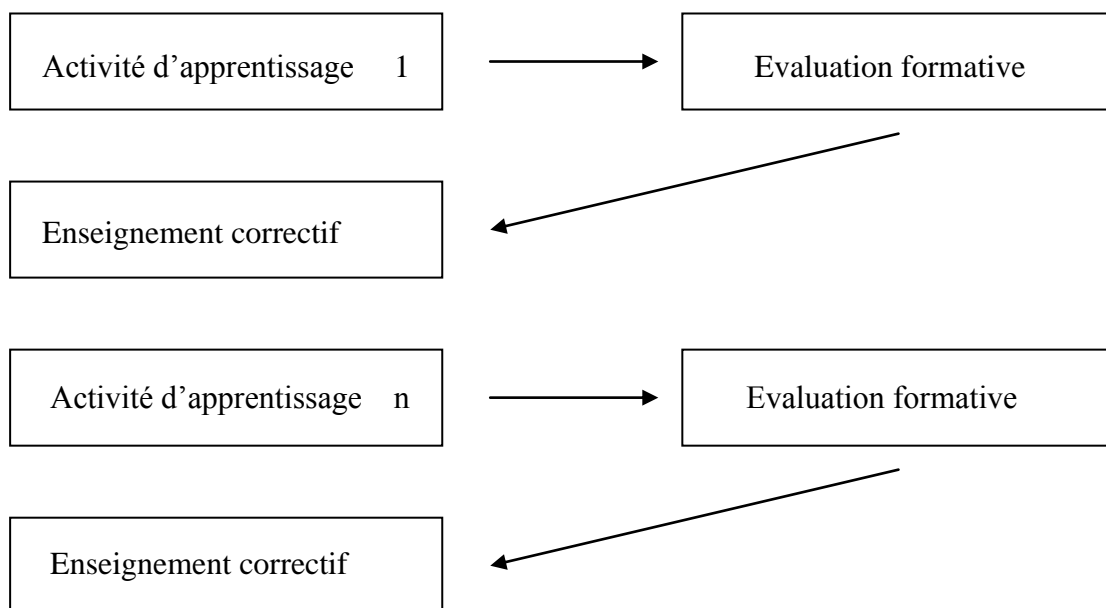 Activité d’apprentissage 1
Evaluation formative
Enseignement correctif
Activité d’apprentissage n
Evaluation formative
Enseignement correctif